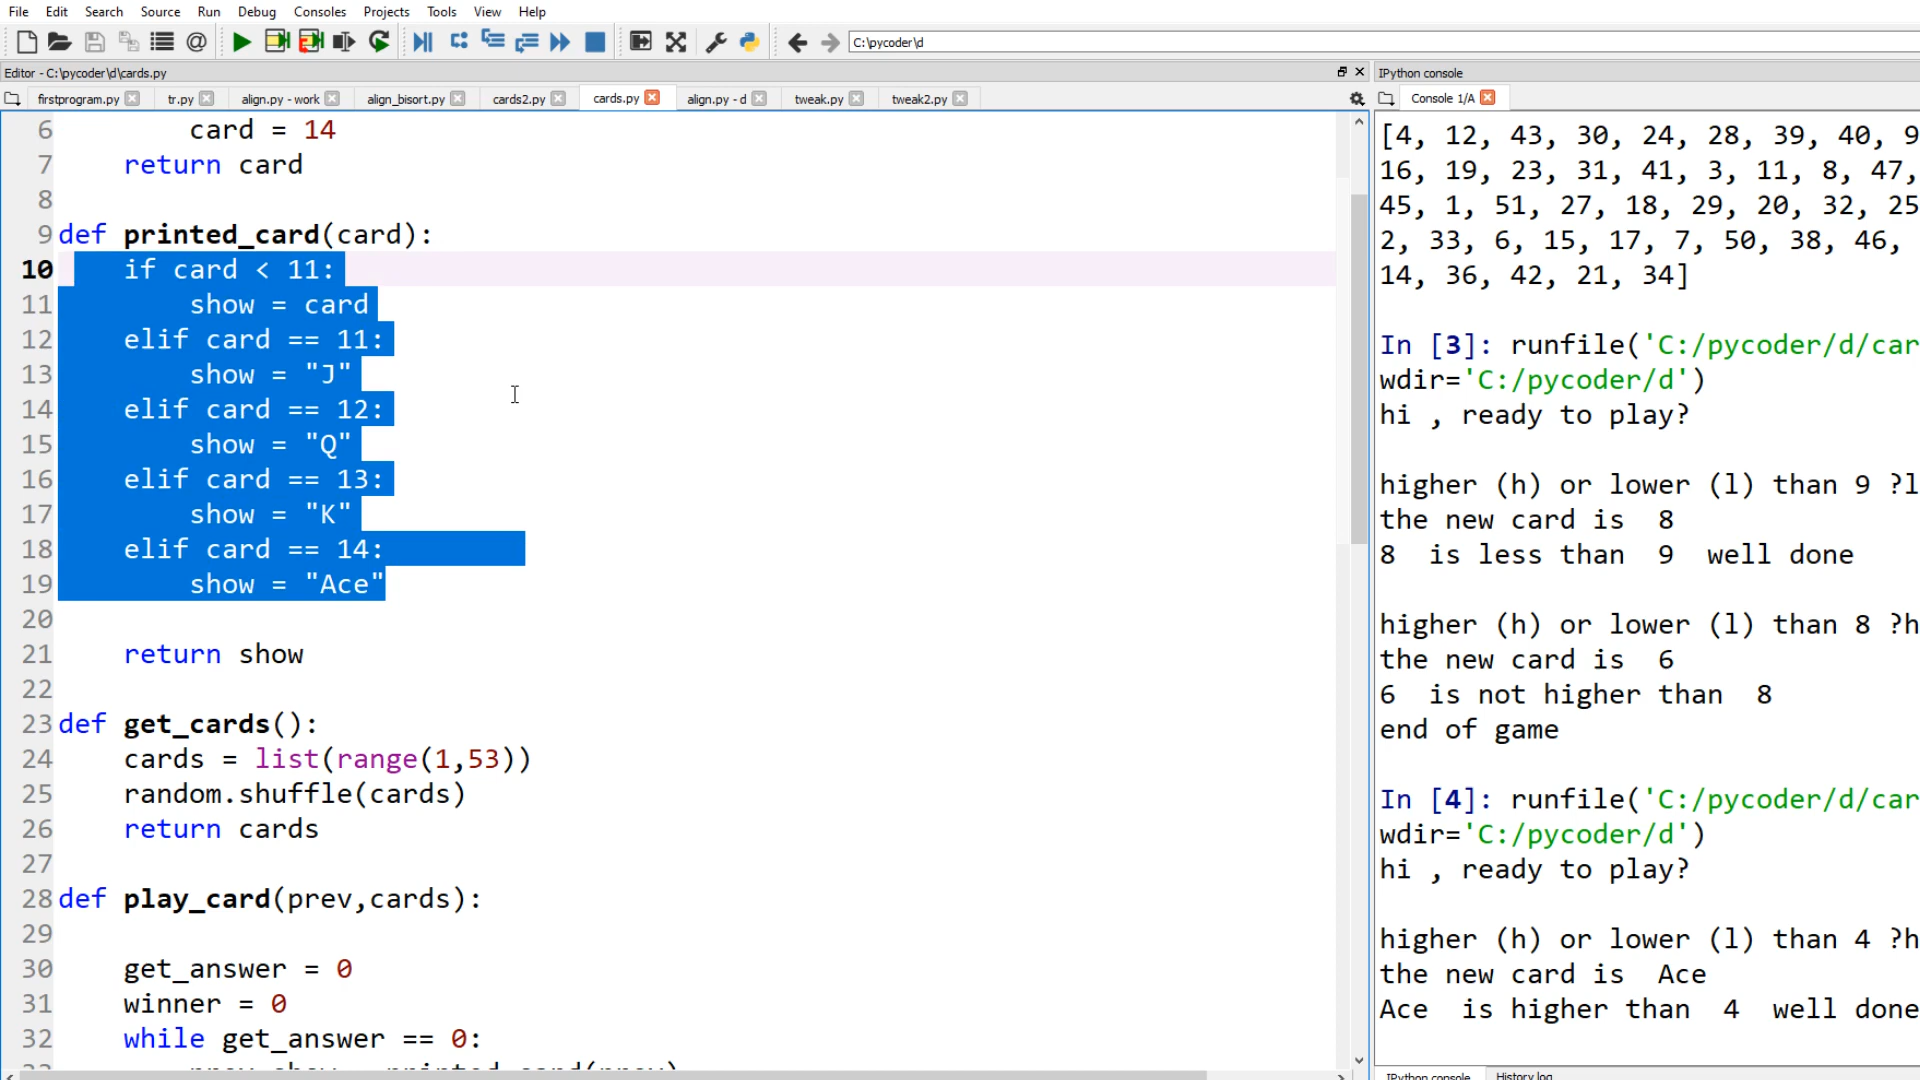 File Edit Search Source Run Debug Consoles Projects Tools View Help
C:\pycoder\d
Editor - C:\pycoder\d\cards.py
IPython console
firstprogram.py tr.py align.py - work align_bisort.py cards2.py cards.py align.py - d tweak.py tweak2.py
Console 1/A
6 card = 14
7 return card
8
9 def printed_card(card):
10 if card < 11:
11 show = card
12 elif card == 11:
13 show = "J"
14 elif card == 12:
15 show = "Q"
16 elif card == 13:
17 show = "K"
18 elif card == 14:
19 show = "Ace"
20
21 return show
22
23 def get_cards():
24 cards = list(range(1,53))
25 random.shuffle(cards)
26 return cards
27
28 def play_card(prev,cards):
29
30 get_answer = 0
31 winner = 0
32 while get_answer == 0:
[4, 12, 43, 30, 24, 28, 39, 40, 9
16, 19, 23, 31, 41, 3, 11, 8, 47,
45, 1, 51, 27, 18, 29, 20, 32, 25
2, 33, 6, 15, 17, 7, 50, 38, 46,
14, 36, 42, 21, 34]
In [3]: runfile('C:/pycoder/d/car
wdir='C:/pycoder/d')
hi , ready to play?
higher (h) or lower (l) than 9 ?l
the new card is 8
8 is less than 9 well done
higher (h) or lower (l) than 8 ?h
the new card is 6
6 is not higher than 8
end of game
In [4]: runfile('C:/pycoder/d/car
wdir='C:/pycoder/d')
hi , ready to play?
higher (h) or lower (l) than 4 ?h
the new card is Ace
Ace is higher than 4 well done
IPython console History log